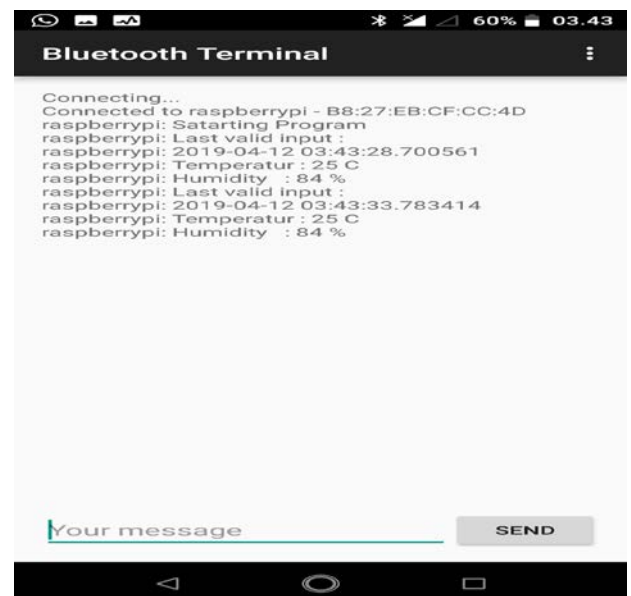 60% 03.43
Bluetooth Terminal
Connecting...
Connected to raspberrypi - B8:27:EB:CF:CC:4D
raspberrypi: Satarting Program
raspberrypi: Last valid input :
raspberrypi: 2019-04-12 03:43:28.700561
raspberrypi: Temperatur : 25 C
raspberrypi: Humidity  : 84 %
raspberrypi: Last valid input :
raspberrypi: 2019-04-12 03:43:33.783414
raspberrypi: Temperatur : 25 C
raspberrypi: Humidity  : 84 %
Your message
SEND